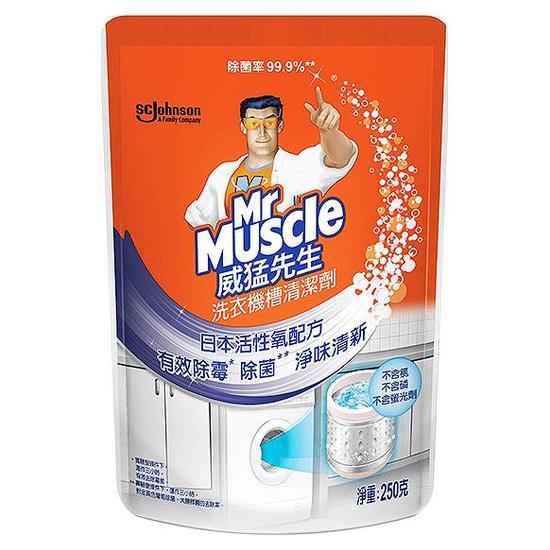 除菌率99.9%**
SCJohnson
A Family Company
Mr
Muscle
威猛先生
洗衣機槽清潔劑
日本活性氧配方
有效除霉* 除菌** 淨味清新
不含氯
不含磷
不含螢光劑
淨重:250克